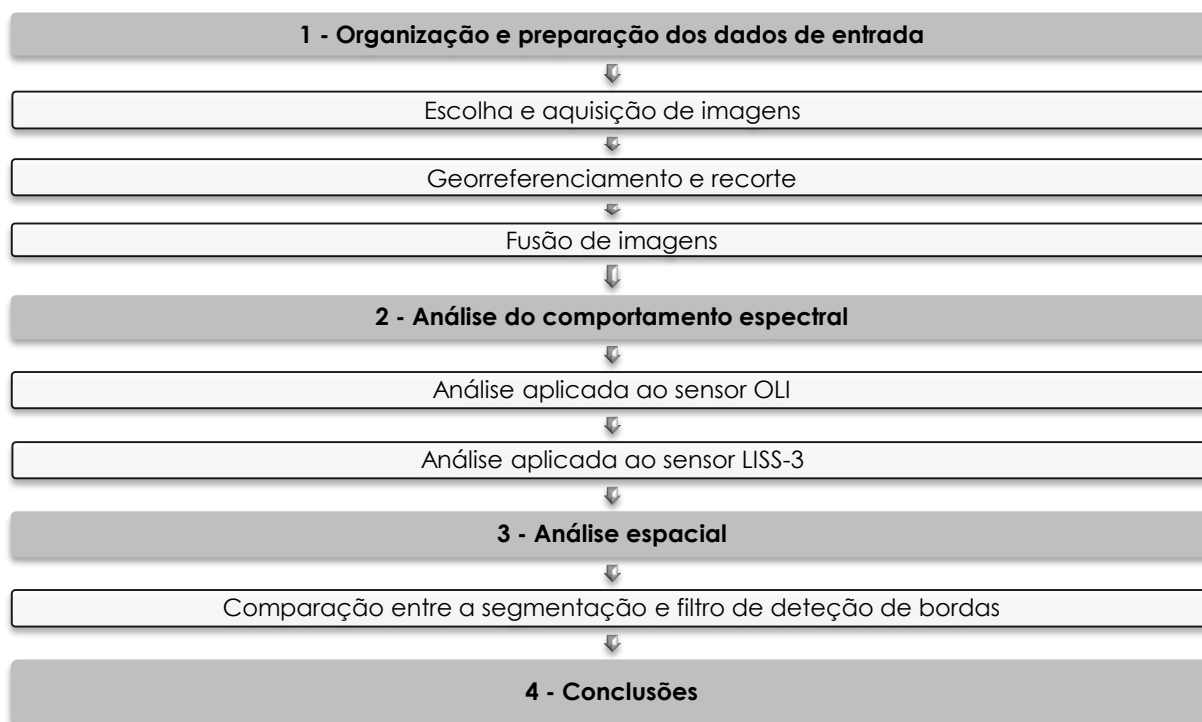 1 - Organização e preparação dos dados de entrada
Escolha e aquisição de imagens
Georreferenciamento e recorte
Fusão de imagens
2 - Análise do comportamento espectral
Análise aplicada ao sensor OLI
Análise aplicada ao sensor LISS-3
3 - Análise espacial
Comparação entre a segmentação e filtro de deteção de bordas
4 - Conclusões